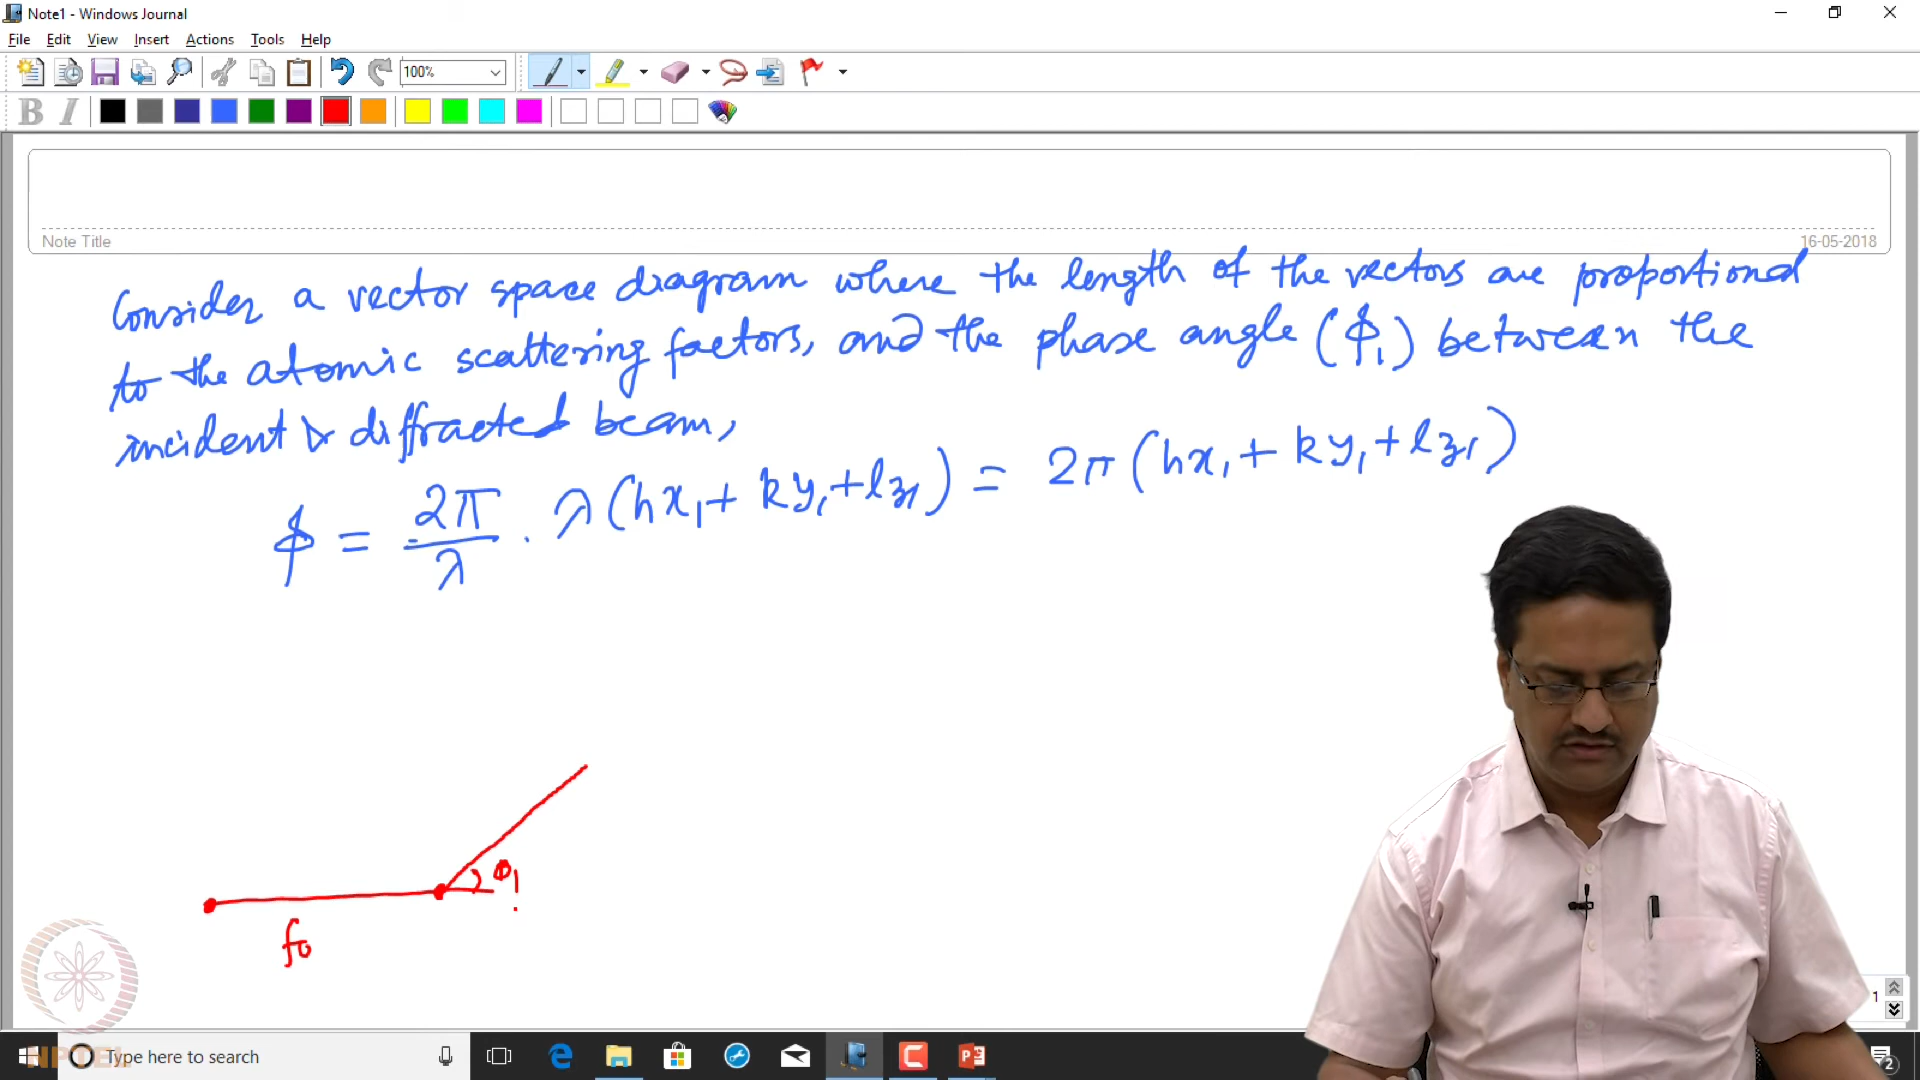 Note1 - Windows Journal
File Edit View Insert Actions Tools Help
100%
B I
Note Title
16-05-2018
Consider a vector space diagram where the length of the vectors are proportional
to the atomic scattering factors, and the phase angle (φ₁) between the
incident & diffracted beam,
φ = 2π/λ . λ(hx₁ + ky₁ + lz₁) = 2π(hx₁ + ky₁ + lz₁)
φ₁
f₀
1
NPTEL
Type here to search
2